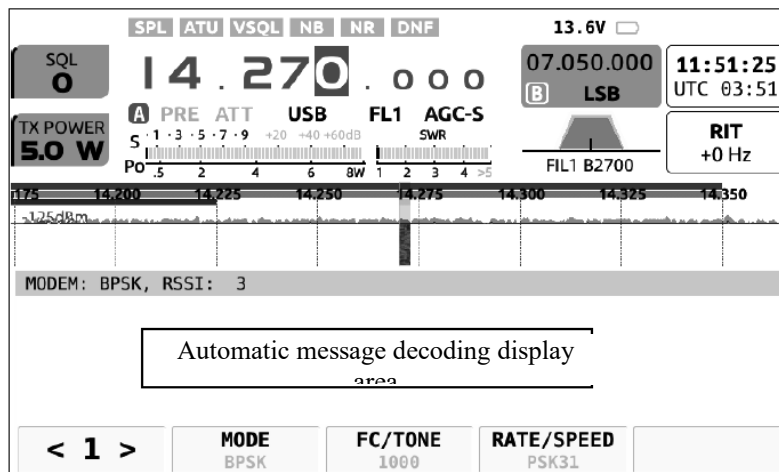 SPL ATU VSQL NB NR DNF 13.6V
SQL
0
14.270.000
07.050.000
B LSB
11:51:25
UTC 03:51
TX POWER
5.0 W
A PRE ATT USB FL1 AGC-S
S ·1 ·3 ·5 ·7 ·9 +20 +40 +60dB SWR
Po .5 2 4 6 8W 1 2 3 4 >5
FIL1 B2700
RIT
+0 Hz
175 14.200 14.225 14.250 14.275 14.300 14.325 14.350
-125dBm
MODEM: BPSK, RSSI: 3
Automatic message decoding display
area
< 1 > MODE FC/TONE RATE/SPEED
BPSK 1000 PSK31